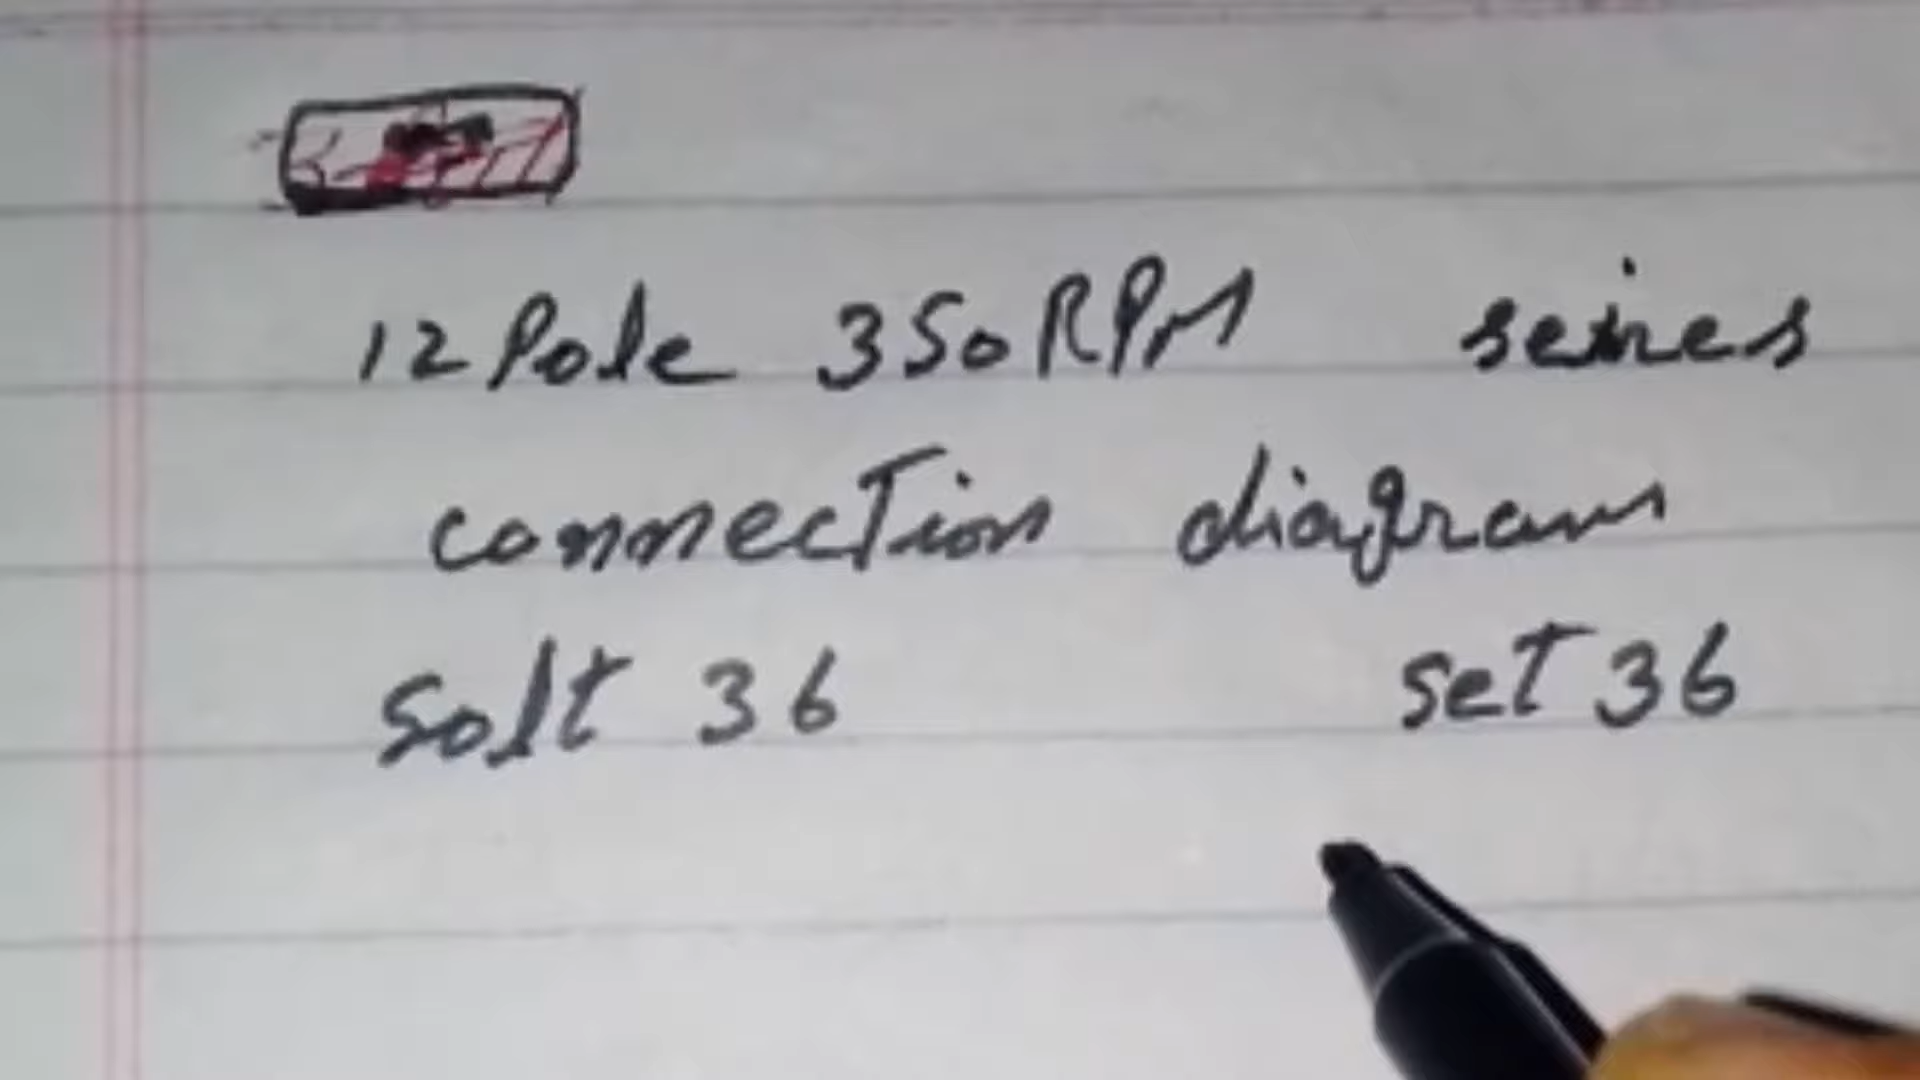 12 Pole 350 RPM series
connection diagram
Solt 36 set 36